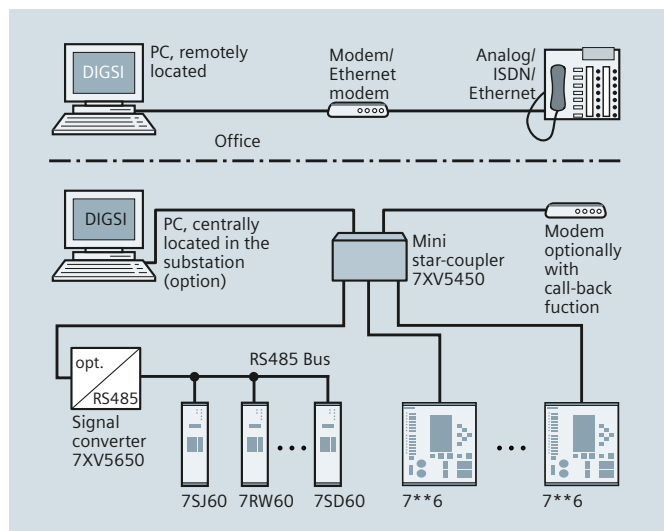 DIGSI
PC, remotely
located
Modem/
Ethernet
modem
Analog/
ISDN/
Ethernet
Office
DIGSI
PC, centrally
located in the
substation
(option)
Mini
star-coupler
7XV5450
Modem
optionally
with
call-back
fuction
opt.
RS485
Signal
converter
7XV5650
RS485 Bus
7SJ60
7RW60
7SD60
7**6
7**6